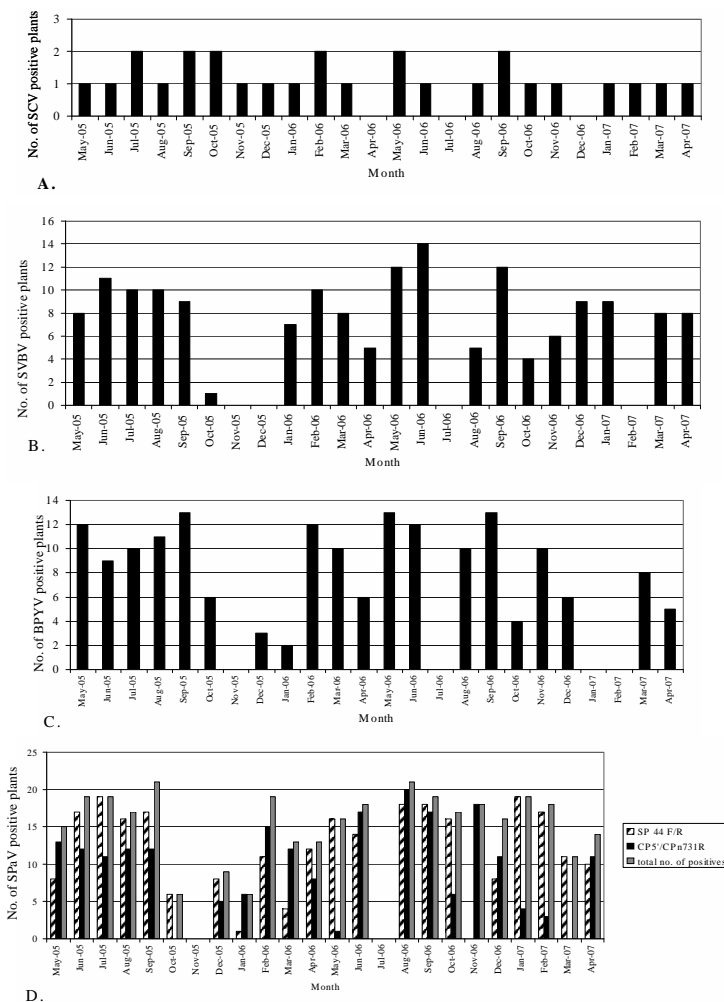 No. of SCV positive plants
3
2
1
0
May-05 Jun-05 Jul-05 Aug-05 Sep-05 Oct-05 Nov-05 Dec-05 Jan-06 Feb-06 Mar-06 Apr-06 May-06 Jun-06 Jul-06 Aug-06 Sep-06 Oct-06 Nov-06 Dec-06 Jan-07 Feb-07 Mar-07 Apr-07
Month
A.
No. of SVBV positive plants
16
14
12
10
8
6
4
2
0
May-05 Jun-05 Jul-05 Aug-05 Sep-05 Oct-05 Nov-05 Dec-05 Jan-06 Feb-06 Mar-06 Apr-06 May-06 Jun-06 Jul-06 Aug-06 Sep-06 Oct-06 Nov-06 Dec-06 Jan-07 Feb-07 Mar-07 Apr-07
B.
Month
No. of BPYV positive plants
14
12
10
8
6
4
2
0
May-05 Jun-05 Jul-05 Aug-05 Sep-05 Oct-05 Nov-05 Dec-05 Jan-06 Feb-06 Mar-06 Apr-06 May-06 Jun-06 Jul-06 Aug-06 Sep-06 Oct-06 Nov-06 Dec-06 Jan-07 Feb-07 Mar-07 Apr-07
Month
C.
No. of SPaV positive plants
25
20
15
10
5
0
May-05 Jun-05 Jul-05 Aug-05 Sep-05 Oct-05 Nov-05 Dec-05 Jan-06 Feb-06 Mar-06 Apr-06 May-06 Jun-06 Jul-06 Aug-06 Sep-06 Oct-06 Nov-06 Dec-06 Jan-07 Feb-07 Mar-07 Apr-07
Month
SP 44 F/R
CP5'/CPn731R
total no. of positives
D.